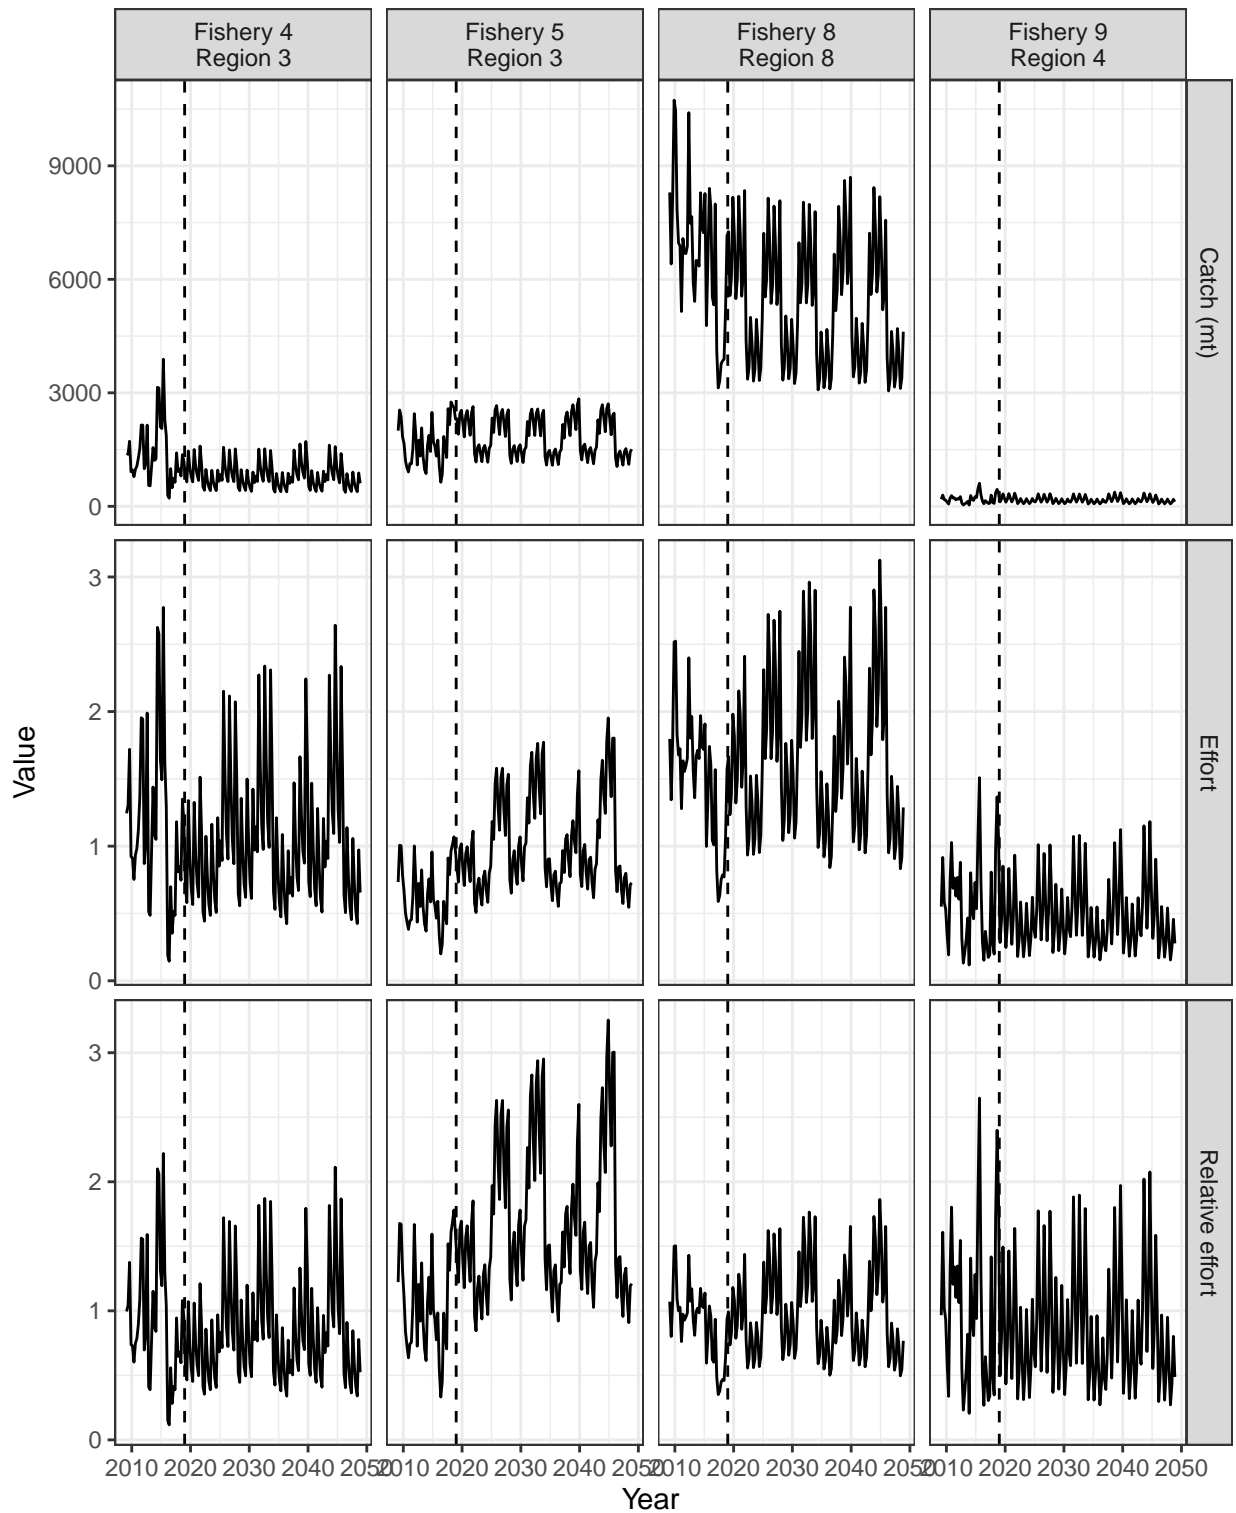 Fishery 4
Region 3
Fishery 5
Region 3
Fishery 8
Region 8
Fishery 9
Region 4
9000
6000
3000
0
Catch (mt)
3
2
1
0
Effort
Value
3
2
1
0
Relative effort
2010 2020 2030 2040 2050
2010 2020 2030 2040 2050
2010 2020 2030 2040 2050
2010 2020 2030 2040 2050
Year